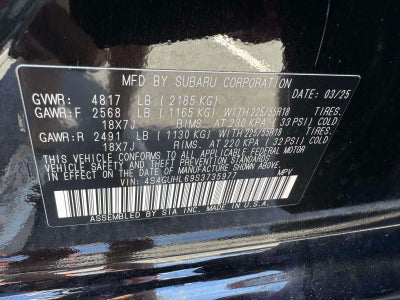 MFD BY SUBARU CORPORATION DATE: 03/25
GVWR: 4817 LB (2185 KG)
GAWR:F 2568 LB (1165 KG) WITH 225/55R18 TIRES.
18X7J RIMS. AT 230 KPA (33 PSI) COLD
GAWR:R 2491 LB (1130 KG) WITH 225/55R18 TIRES.
18X7J RIMS. AT 220 KPA (32 PSI) COLD
THIS VEHICLE CONFORMS TO ALL APPLICABLE FEDERAL MOTOR
VEHICLE SAFETY, BUMPER, AND THEFT PREVENTION STANDARDS
IN EFFECT ON THE DATE OF MANUFACTURE SHOWN ABOVE.
VIN: 4S4GUHL69S3735977 MPV
ASSEMBLED BY SIA INC. MADE IN U.S.A.